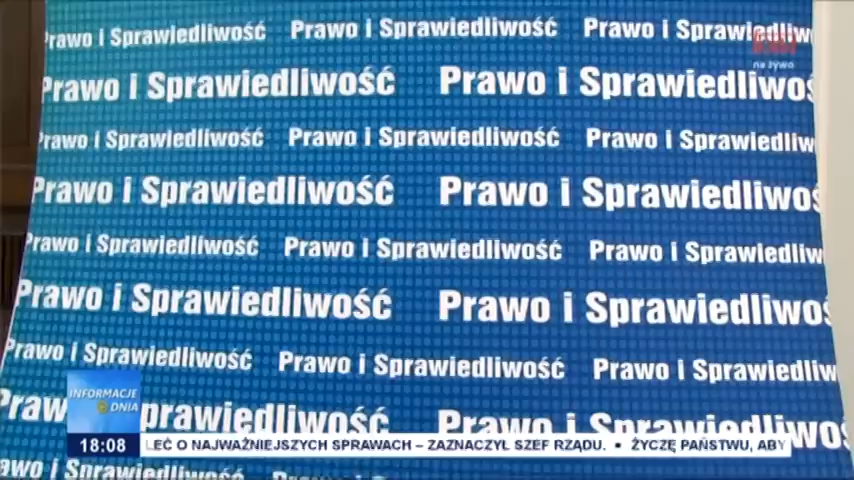 Prawo i Sprawiedliwość Prawo i Sprawiedliwość Prawo i
Prawo i Sprawiedliwość Prawo i
na żywo
Prawo i Sprawiedliwość Prawo i Sprawiedliwość Prawo i Sprawiedliw
Prawo i Sprawiedliwość Prawo i Sprawiedliwoś
Prawo i Sprawiedliwość Prawo i Sprawiedliwość Prawo i Sprawiedliw
Prawo i Sprawiedliwość Prawo i Sprawiedliwoś
Prawo i Sprawiedliwość Prawo i Sprawiedliwość Prawo i Sprawiedliw
INFORMACJE DNIA
18:08 LEĆ O NAJWAŻNIEJSZYCH SPRAWACH – ZAZNACZYŁ SZEF RZĄDU. • ŻYCZĘ PAŃSTWU, ABY